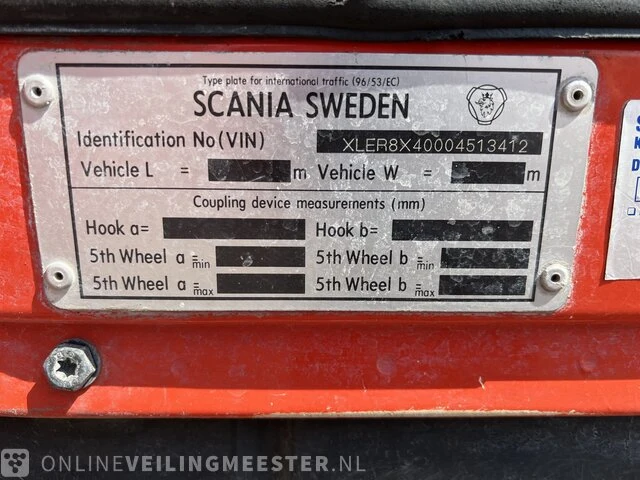 Type plate for international traffic (96/53/EC)
SCANIA SWEDEN
Identification No (VIN) XLER8X40004513412
Vehicle L = m Vehicle W = m
Coupling device measurements (mm)
Hook a= Hook b=
5th Wheel a = min 5th Wheel b = min
5th Wheel a = max 5th Wheel b = max
S
K
D
ONLINEVEILINGMEESTER.NL